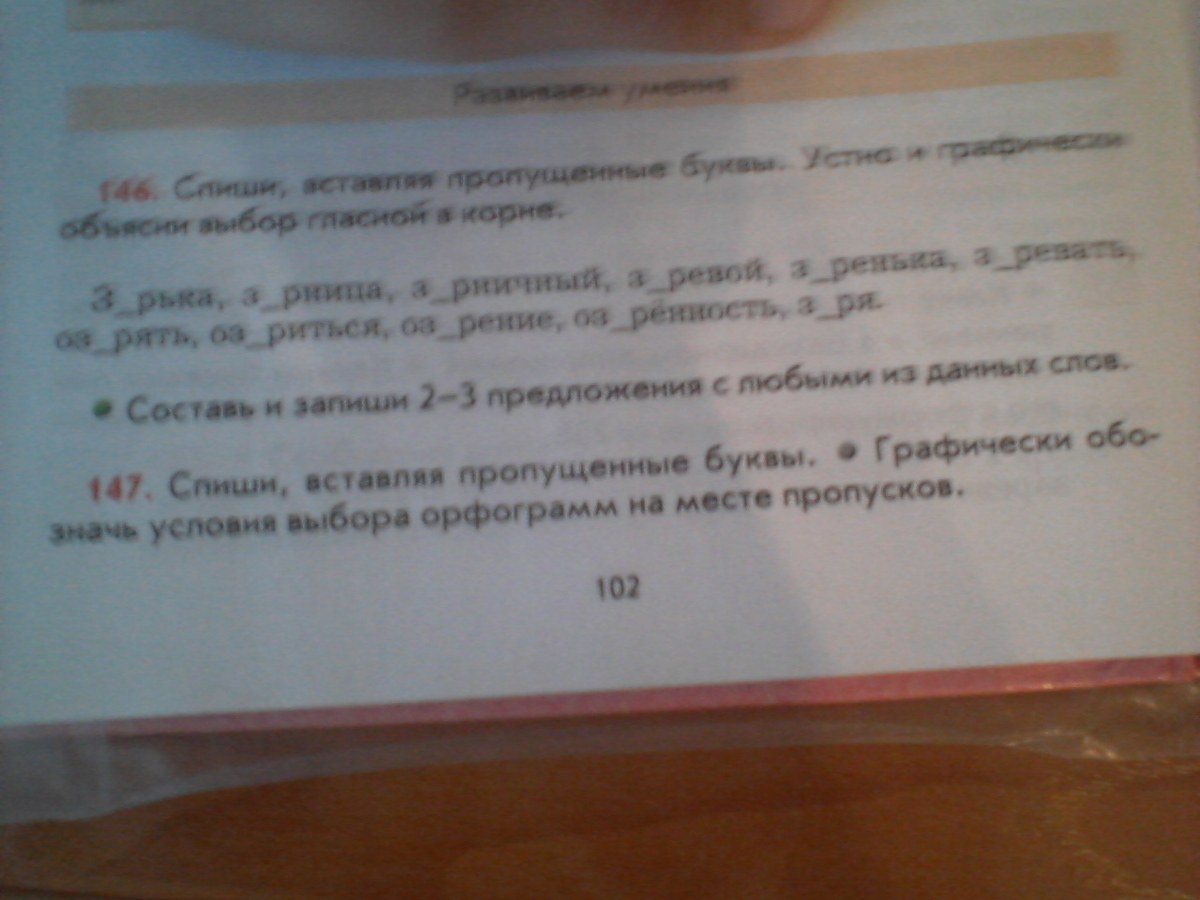 Развиваем умения
146. Спиши, вставляя пропущенные буквы. Устно и графически
объясни выбор гласной в корне.
З_рька, з_рница, з_рничный, з_ревой, з_ренька, з_ревать,
оз_рять, оз_риться, оз_рение, оз_рённость, з_ря.
• Составь и запиши 2–3 предложения с любыми из данных слов.
147. Спиши, вставляя пропущенные буквы. • Графически обо-
значь условия выбора орфограмм на месте пропусков.
102